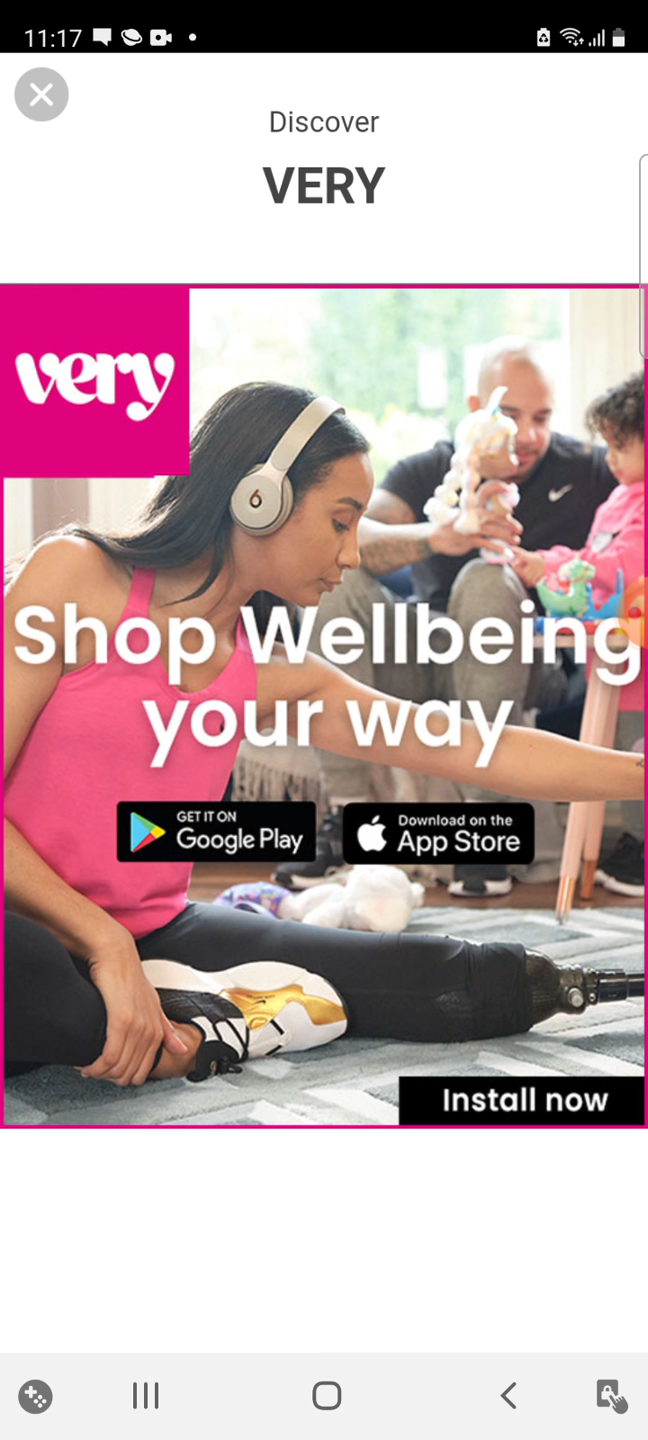 11:17
Discover
VERY
very
Shop Wellbeing
your way
GET IT ON
Google Play
Download on the
App Store
Install now